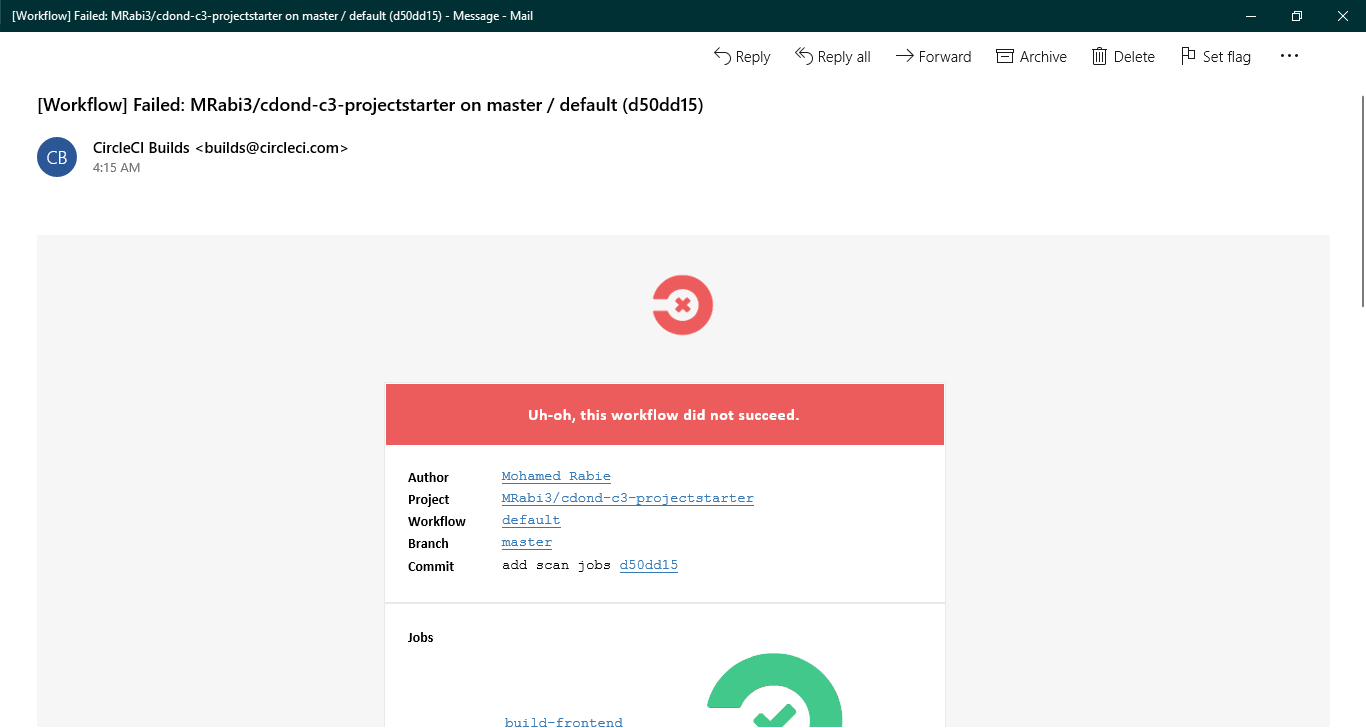 [Workflow] Failed: MRabi3/cdond-c3-projectstarter on master / default (d50dd15) - Message - Mail
Reply Reply all Forward Archive Delete Set flag
[Workflow] Failed: MRabi3/cdond-c3-projectstarter on master / default (d50dd15)
CB
CircleCI Builds <builds@circleci.com>
4:15 AM
Uh-oh, this workflow did not succeed.
Author Mohamed Rabie
Project MRabi3/cdond-c3-projectstarter
Workflow default
Branch master
Commit add scan jobs d50dd15
Jobs
build-frontend